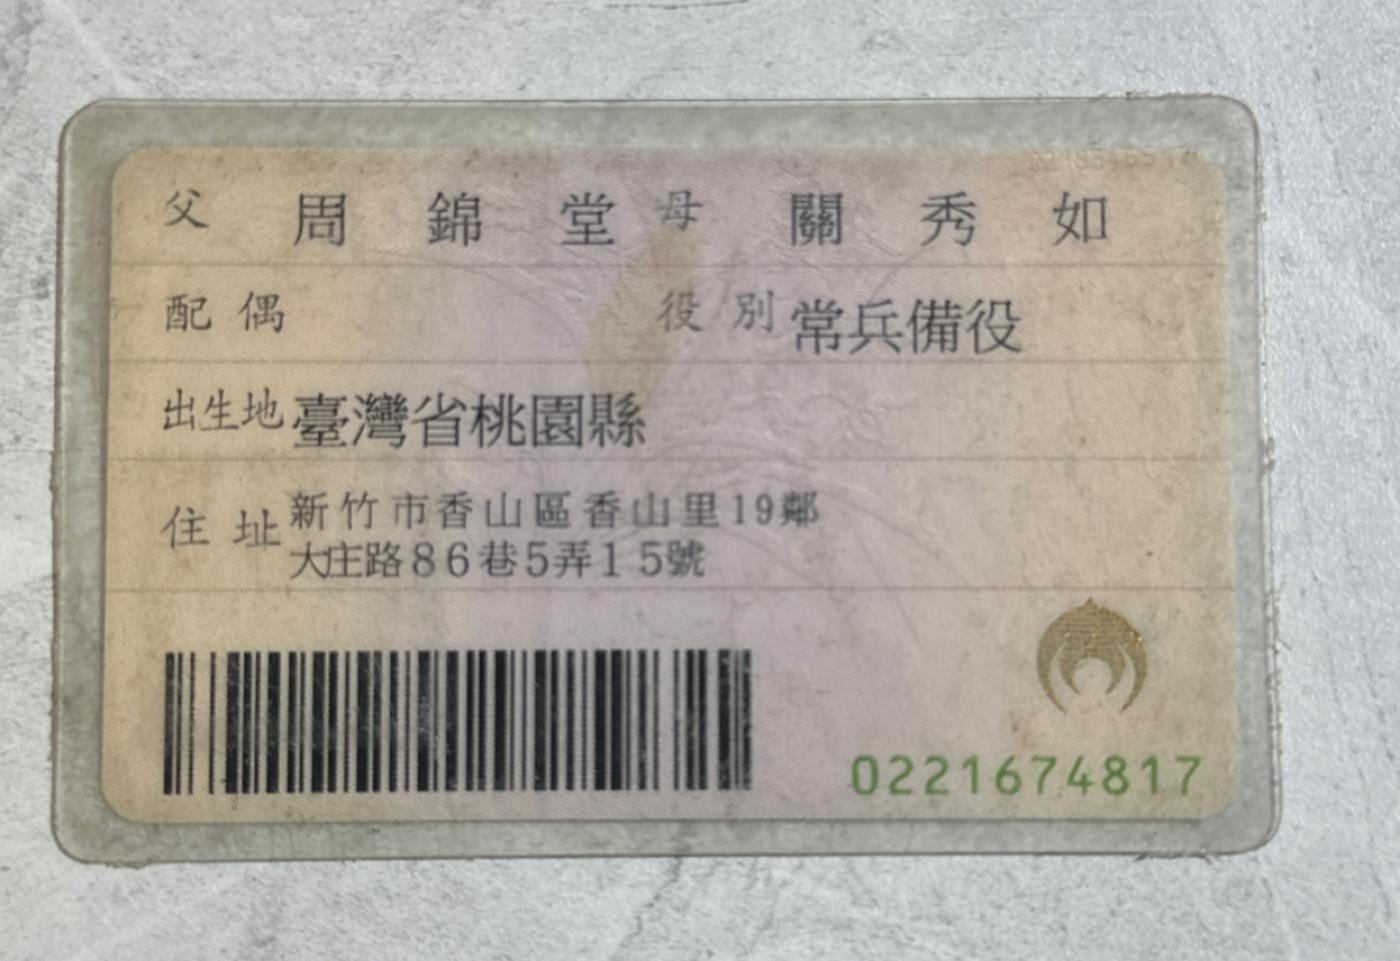 父 周錦堂 母 關秀如
配偶 役別 常兵備役
出生地 臺灣省桃園縣
住址 新竹市香山區香山里19鄰
大庄路86巷5弄15號
0221674817